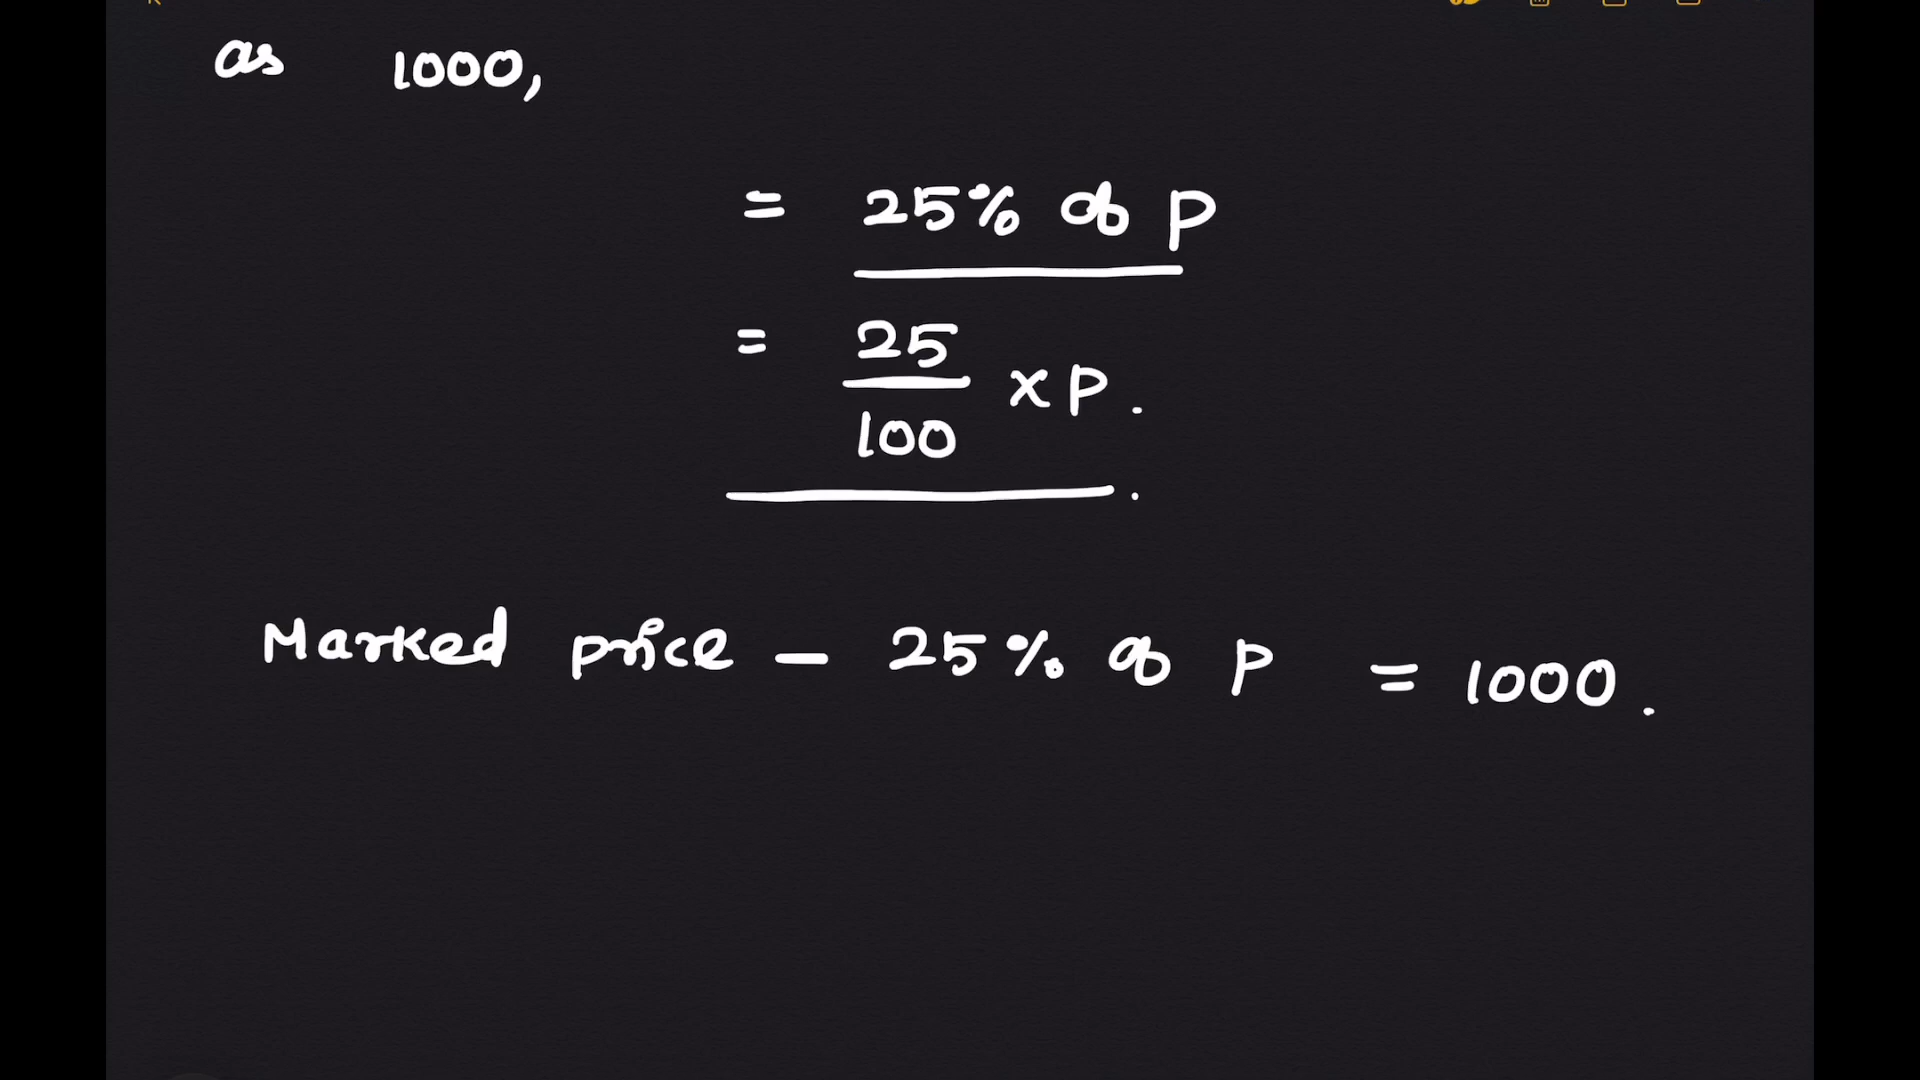 as 1000,
= 25% of P
= 25/100 x P.
Marked price - 25% of P = 1000.